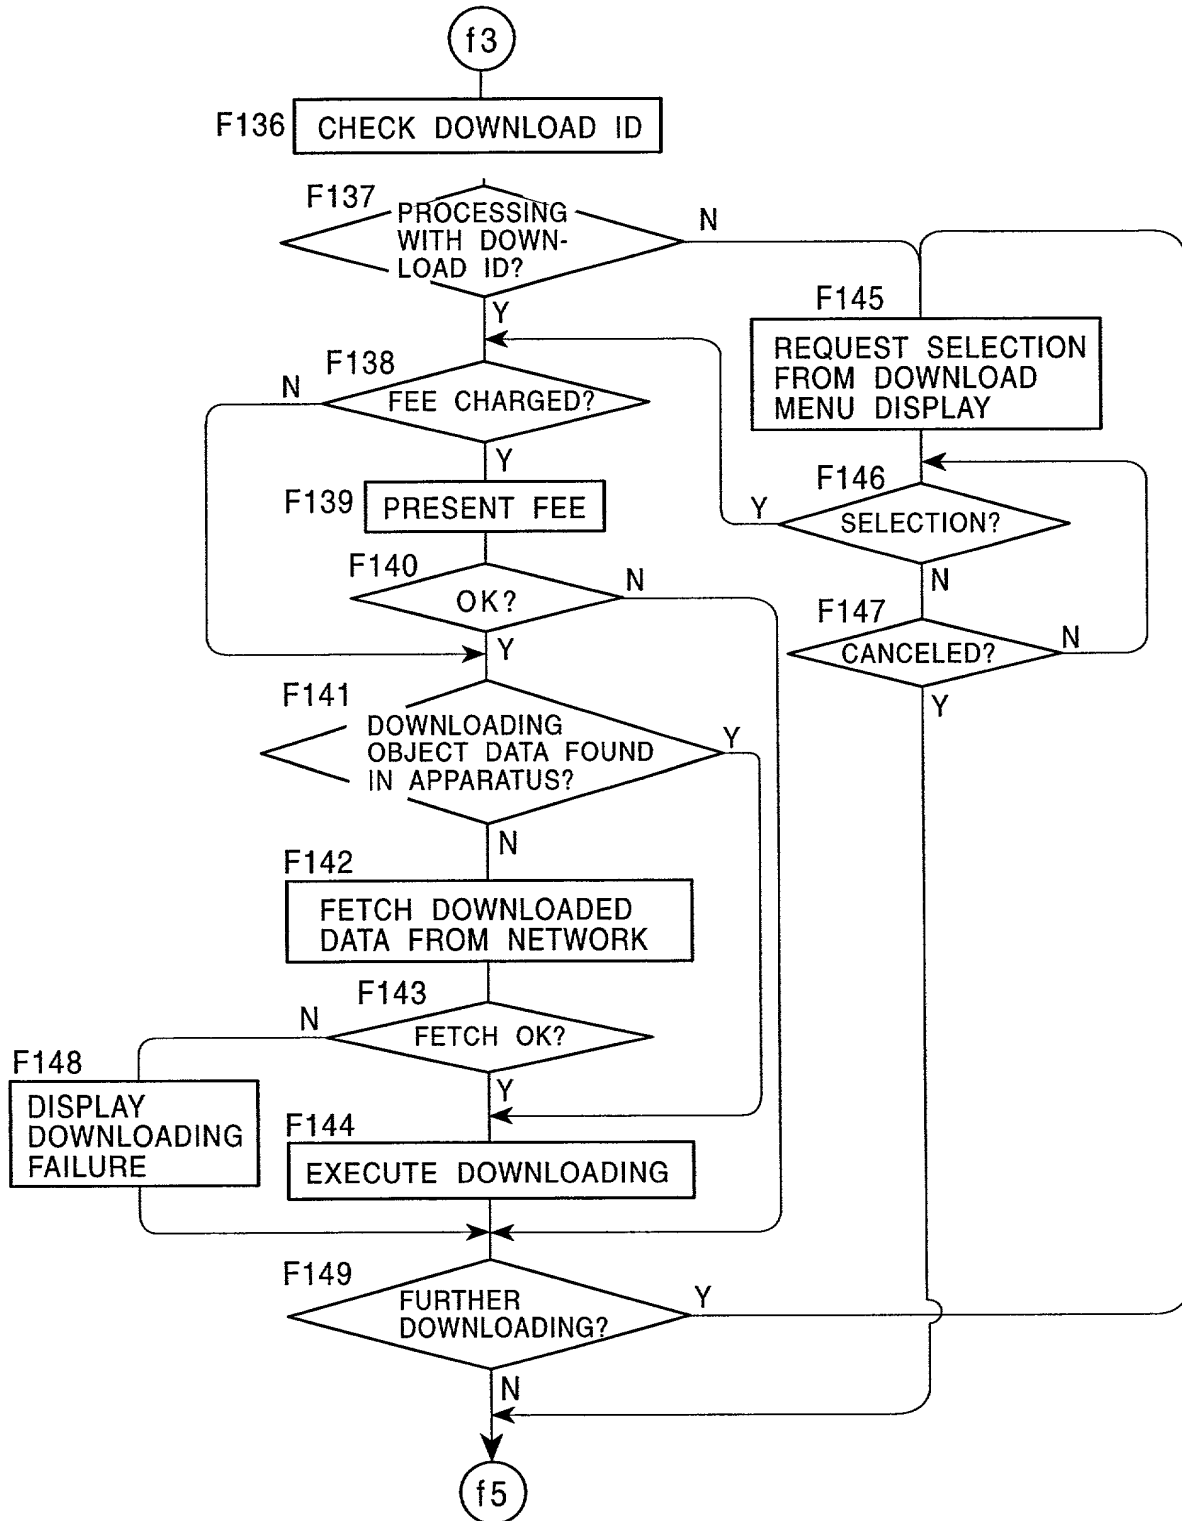 f3
F136
CHECK DOWNLOAD ID
F137
PROCESSING
WITH DOWN-
LOAD ID?
N
Y
F145
REQUEST SELECTION
FROM DOWNLOAD
MENU DISPLAY
F138
N
FEE CHARGED?
Y
F146
Y
SELECTION?
N
F139
PRESENT FEE
F140
N
OK?
Y
F147
N
CANCELED?
Y
F141
DOWNLOADING
OBJECT DATA FOUND
IN APPARATUS?
Y
N
F142
FETCH DOWNLOADED
DATA FROM NETWORK
F143
N
FETCH OK?
Y
F148
DISPLAY
DOWNLOADING
FAILURE
F144
EXECUTE DOWNLOADING
F149
FURTHER
DOWNLOADING?
Y
N
f5